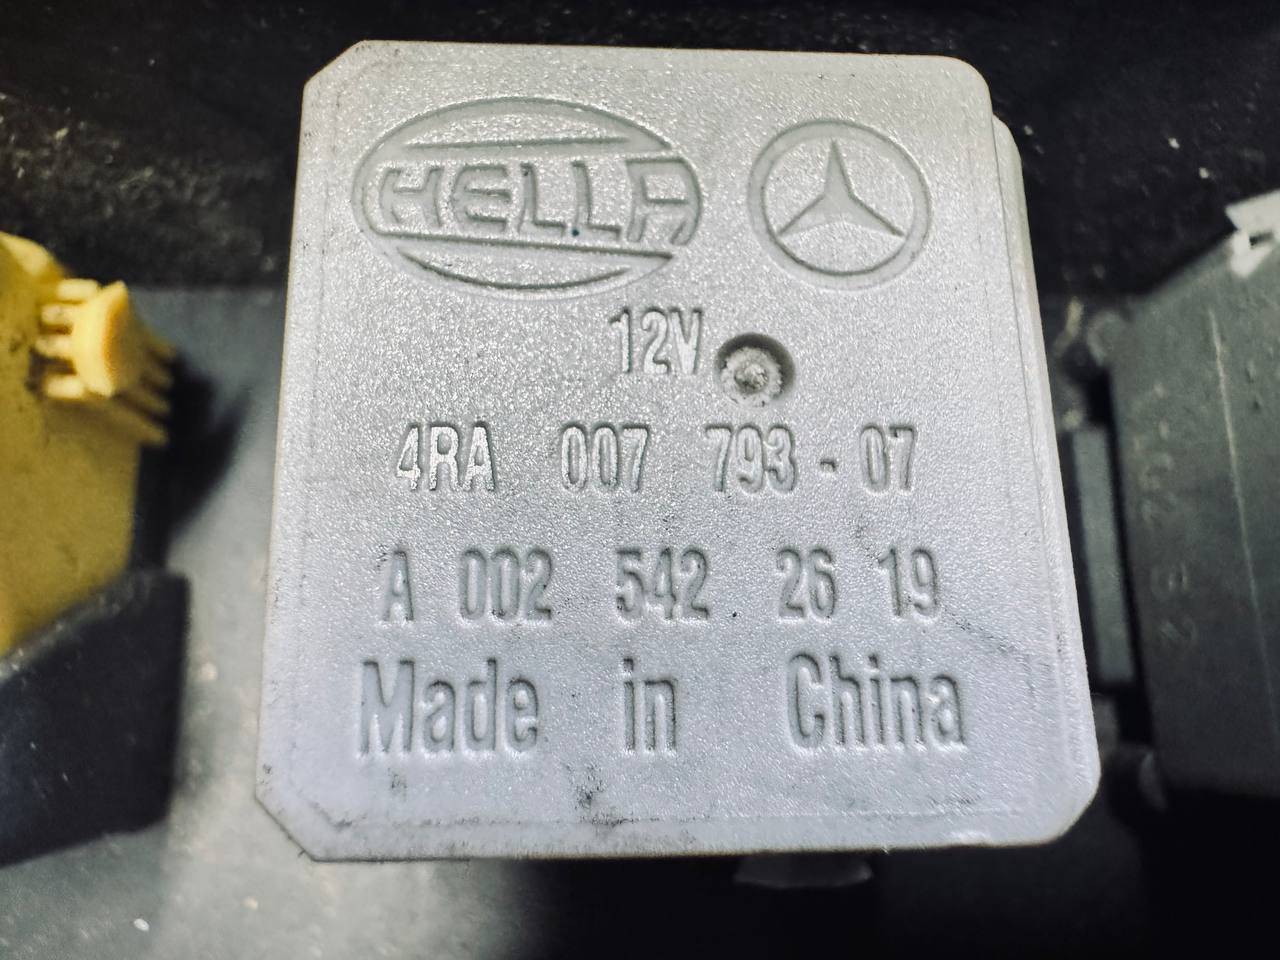 HELLA
12V
4RA 007 793 - 07
A 002 542 26 19
Made in China